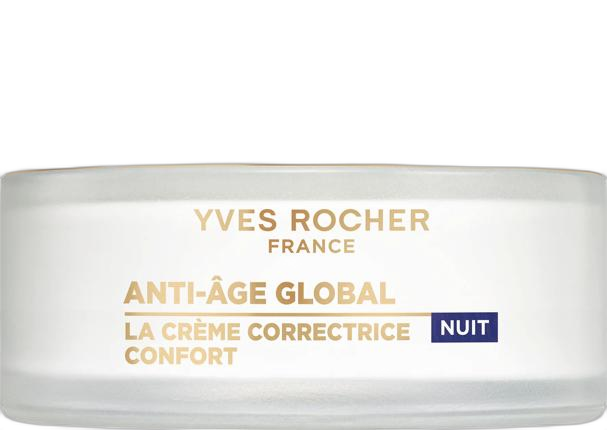 YVES ROCHER
FRANCE
ANTI-ÂGE GLOBAL
LA CRÈME CORRECTRICE NUIT
CONFORT